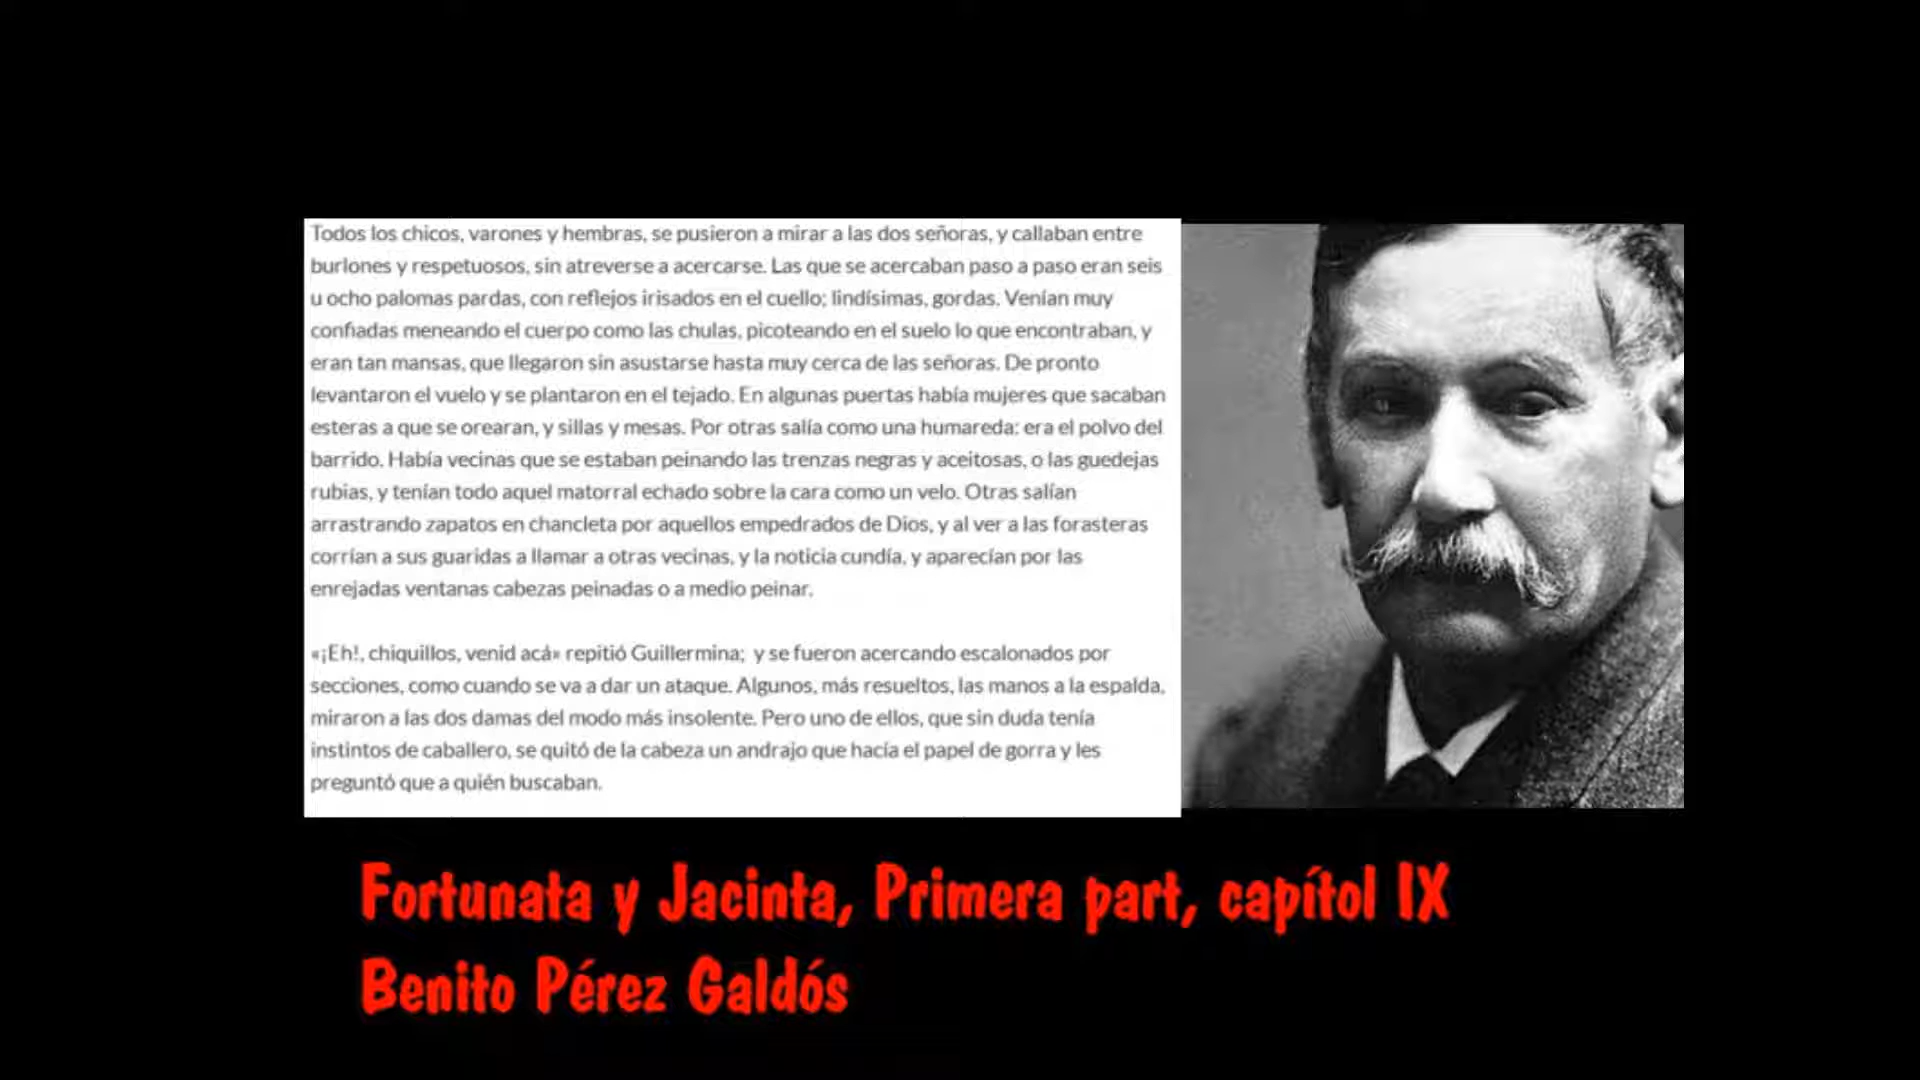 Todos los chicos, varones y hembras, se pusieron a mirar a las dos señoras, y callaban entre
burlones y respetuosos, sin atreverse a acercarse. Las que se acercaban paso a paso eran seis
u ocho palomas pardas, con reflejos irisados en el cuello; lindísimas, gordas. Venían muy
confiadas meneando el cuerpo como las chulas, picoteando en el suelo lo que encontraban, y
eran tan mansas, que llegaron sin asustarse hasta muy cerca de las señoras. De pronto
levantaron el vuelo y se plantaron en el tejado. En algunas puertas había mujeres que sacaban
esteras a que se orearan, y sillas y mesas. Por otras salía como una humareda: era el polvo del
barrido. Había vecinas que se estaban peinando las trenzas negras y aceitosas, o las guedejas
rubias, y tenían todo aquel matorral echado sobre la cara como un velo. Otras salían
arrastrando zapatos en chancleta por aquellos empedrados de Dios, y al ver a las forasteras
corrían a sus guaridas a llamar a otras vecinas, y la noticia cundía, y aparecían por las
enrejadas ventanas cabezas peinadas o a medio peinar.
«¡Eh!, chiquillos, venid acá» repitió Guillermina; y se fueron acercando escalonados por
secciones, como cuando se va a dar un ataque. Algunos, más resueltos, las manos a la espalda,
miraron a las dos damas del modo más insolente. Pero uno de ellos, que sin duda tenía
instintos de caballero, se quitó de la cabeza un andrajo que hacía el papel de gorra y les
preguntó que a quién buscaban.
Fortunata y Jacinta, Primera part, capítol IX
Benito Pérez Galdós